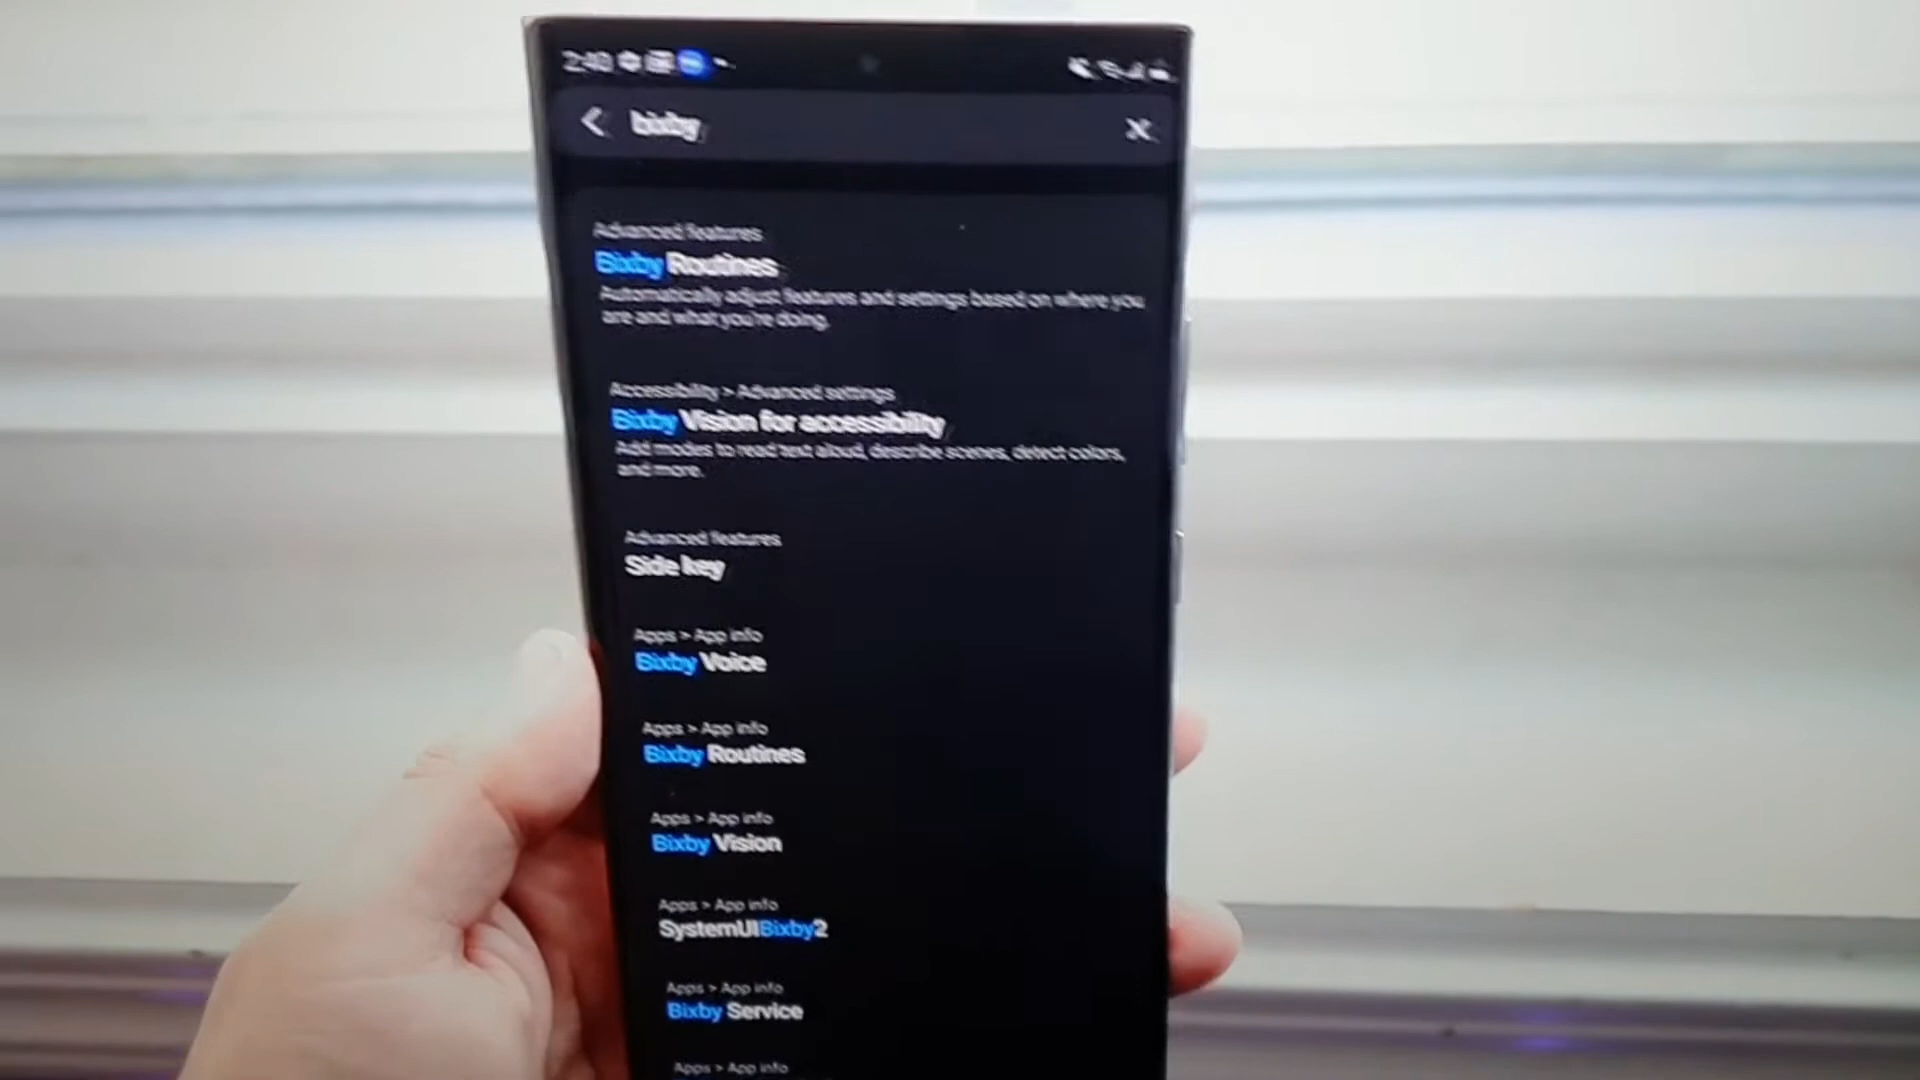 2:40
bixby
Advanced features
Bixby Routines
Automatically adjust features and settings based on where you
are and what you're doing.
Accessibility > Advanced settings
Bixby Vision for accessibility
Add modes to read text aloud, describe scenes, detect colors,
and more.
Advanced features
Side key
Apps > App info
Bixby Voice
Apps > App info
Bixby Routines
Apps > App info
Bixby Vision
Apps > App info
SystemUIBixby2
Apps > App info
Bixby Service
Apps > App info